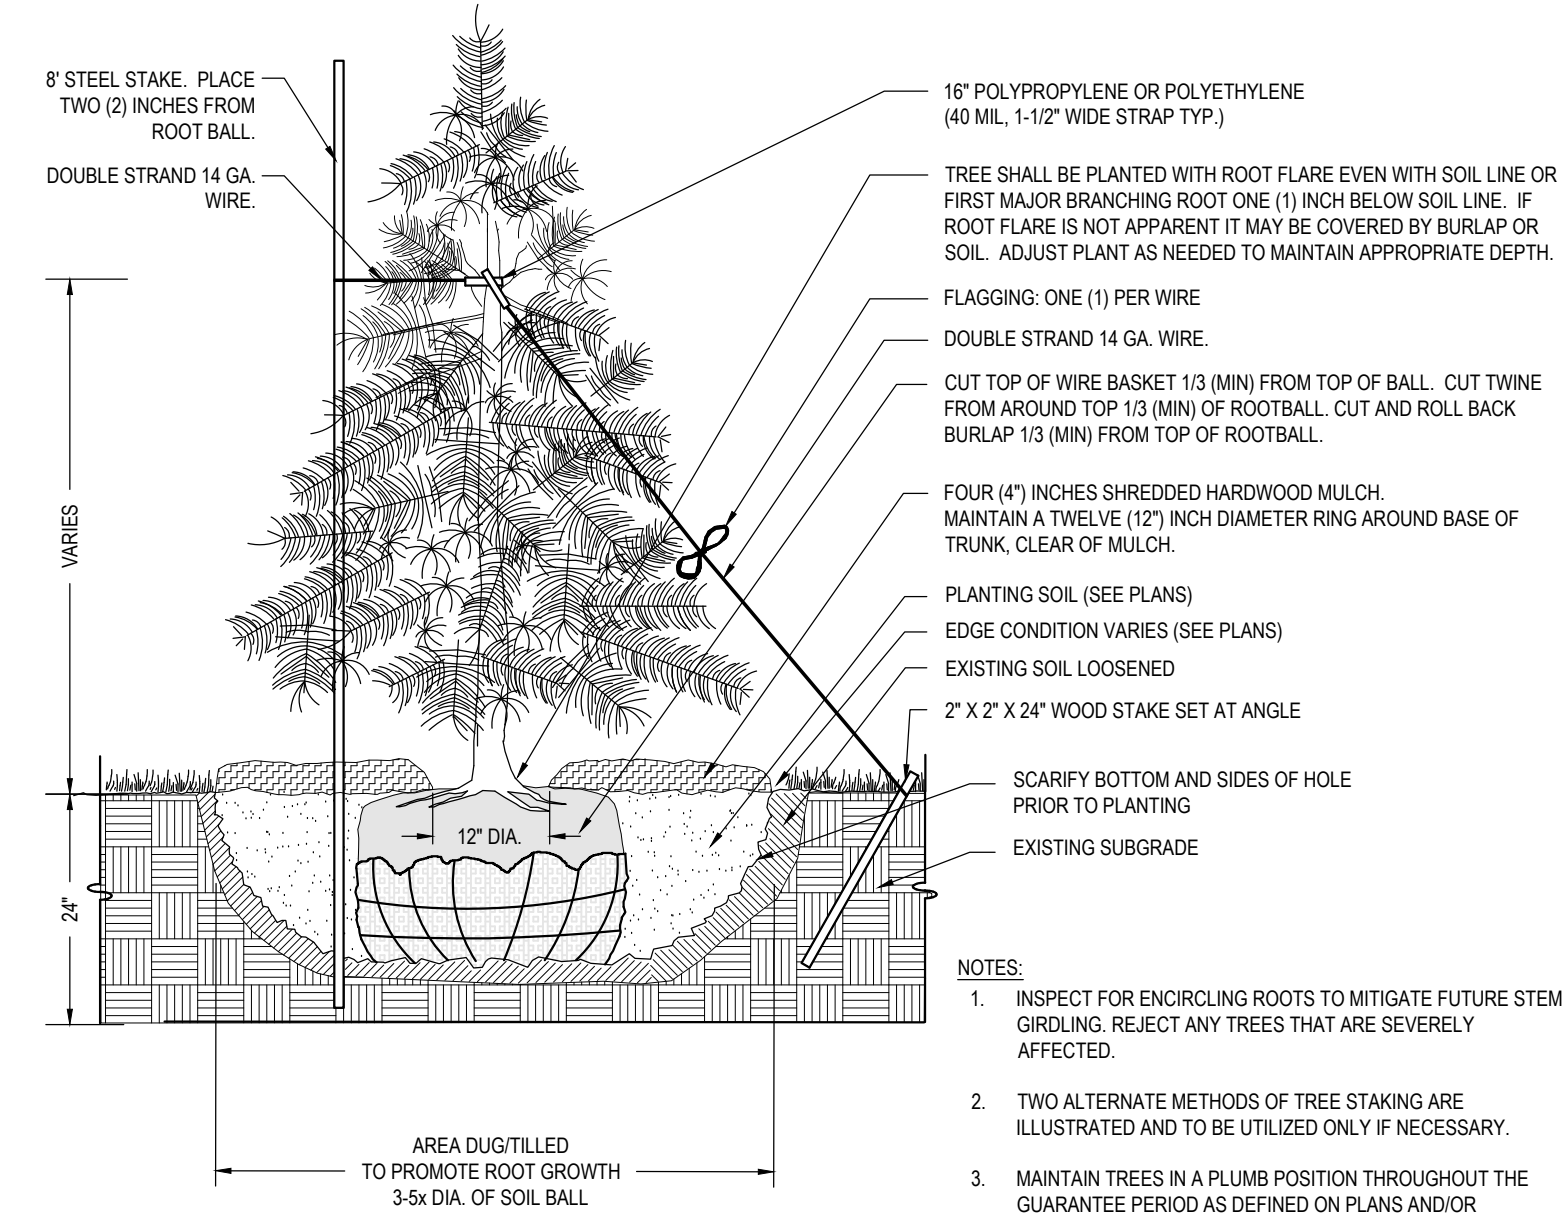 8' STEEL STAKE. PLACE
TWO (2) INCHES FROM
ROOT BALL.
DOUBLE STRAND 14 GA.
WIRE.
VARIES
24"
12" DIA.
AREA DUG/TILLED
TO PROMOTE ROOT GROWTH
3-5x DIA. OF SOIL BALL
16" POLYPROPYLENE OR POLYETHYLENE
(40 MIL, 1-1/2" WIDE STRAP TYP.)
TREE SHALL BE PLANTED WITH ROOT FLARE EVEN WITH SOIL LINE OR
FIRST MAJOR BRANCHING ROOT ONE (1) INCH BELOW SOIL LINE. IF
ROOT FLARE IS NOT APPARENT IT MAY BE COVERED BY BURLAP OR
SOIL. ADJUST PLANT AS NEEDED TO MAINTAIN APPROPRIATE DEPTH.
FLAGGING: ONE (1) PER WIRE
DOUBLE STRAND 14 GA. WIRE.
CUT TOP OF WIRE BASKET 1/3 (MIN) FROM TOP OF BALL. CUT TWINE
FROM AROUND TOP 1/3 (MIN) OF ROOTBALL. CUT AND ROLL BACK
BURLAP 1/3 (MIN) FROM TOP OF ROOTBALL.
FOUR (4") INCHES SHREDDED HARDWOOD MULCH.
MAINTAIN A TWELVE (12") INCH DIAMETER RING AROUND BASE OF
TRUNK, CLEAR OF MULCH.
PLANTING SOIL (SEE PLANS)
EDGE CONDITION VARIES (SEE PLANS)
EXISTING SOIL LOOSENED
2" X 2" X 24" WOOD STAKE SET AT ANGLE
SCARIFY BOTTOM AND SIDES OF HOLE
PRIOR TO PLANTING
EXISTING SUBGRADE
NOTES:
1. INSPECT FOR ENCIRCLING ROOTS TO MITIGATE FUTURE STEM
GIRDLING. REJECT ANY TREES THAT ARE SEVERELY
AFFECTED.
2. TWO ALTERNATE METHODS OF TREE STAKING ARE
ILLUSTRATED AND TO BE UTILIZED ONLY IF NECESSARY.
3. MAINTAIN TREES IN A PLUMB POSITION THROUGHOUT THE
GUARANTEE PERIOD AS DEFINED ON PLANS AND/OR